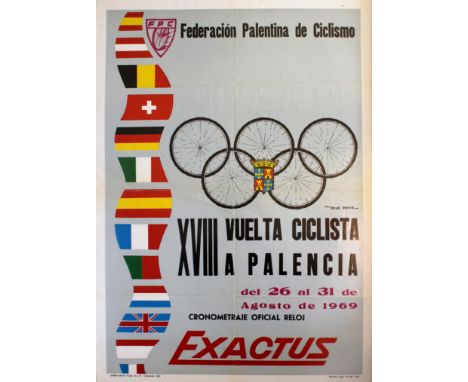 FPC
Federación Palentina de Ciclismo
XVIII VUELTA CICLISTA
A PALENCIA
del 26 al 31 de
Agosto de 1969
CRONOMETRAJE OFICIAL RELOJ
EXACTUS